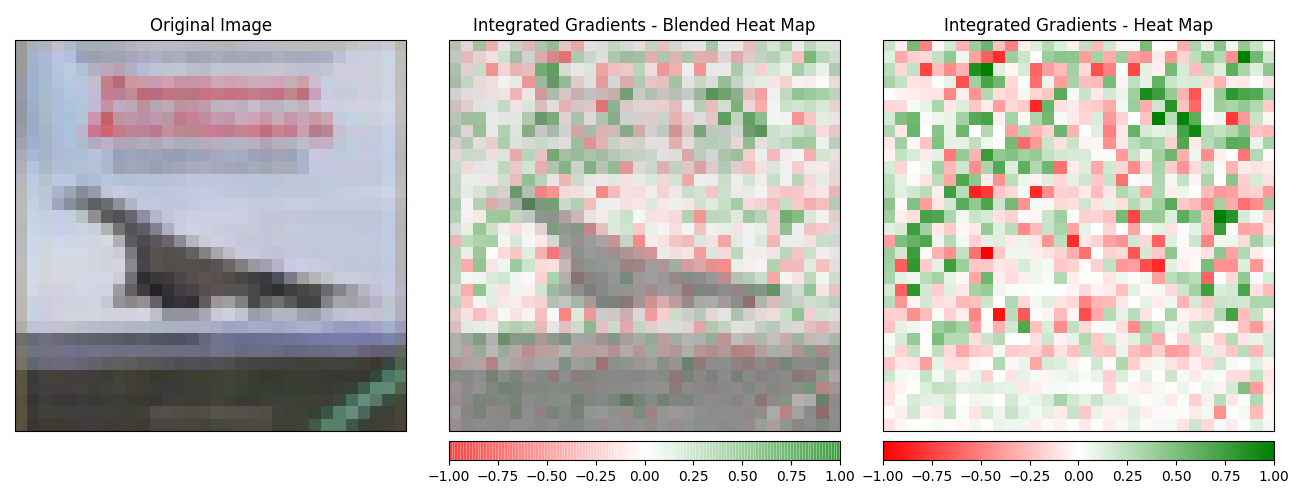 Original Image
Integrated Gradients - Blended Heat Map
Integrated Gradients - Heat Map
−1.00 −0.75 −0.50 −0.25 0.00 0.25 0.50 0.75 1.00
−1.00 −0.75 −0.50 −0.25 0.00 0.25 0.50 0.75 1.00